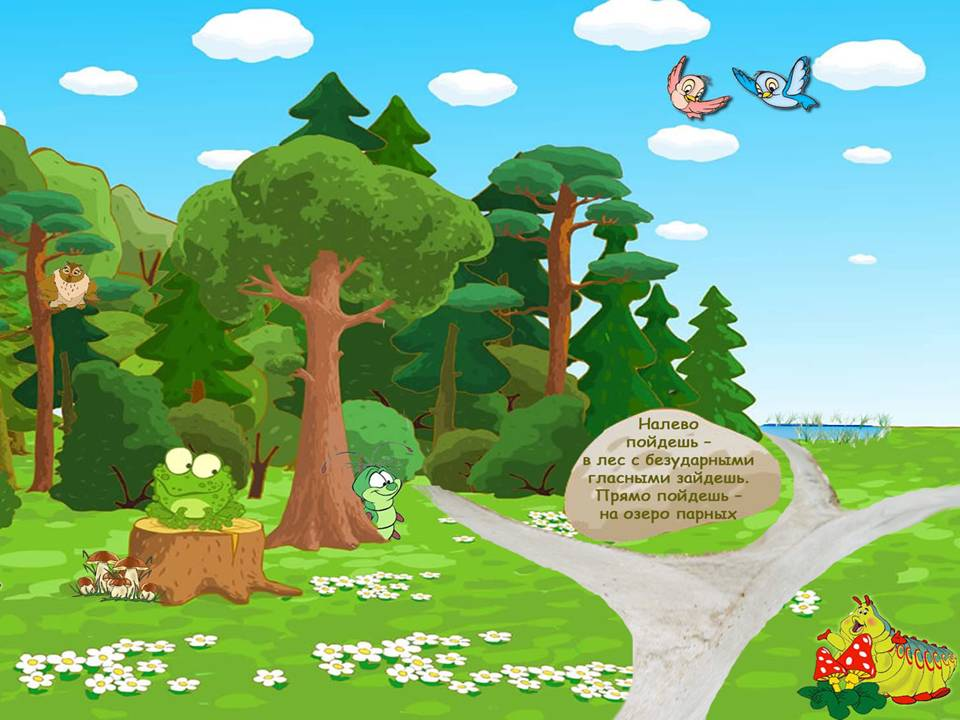 Налево
пойдешь –
в лес с безударными
гласными зайдешь.
Прямо пойдешь –
на озеро парных